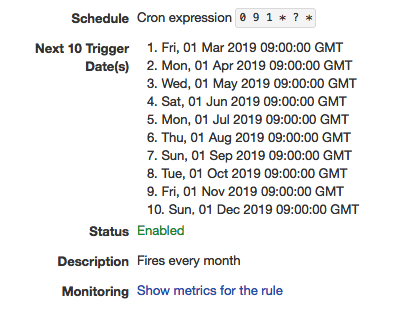 Schedule Cron expression 0 9 1 * ? *
Next 10 Trigger 1. Fri, 01 Mar 2019 09:00:00 GMT
Date(s) 2. Mon, 01 Apr 2019 09:00:00 GMT
3. Wed, 01 May 2019 09:00:00 GMT
4. Sat, 01 Jun 2019 09:00:00 GMT
5. Mon, 01 Jul 2019 09:00:00 GMT
6. Thu, 01 Aug 2019 09:00:00 GMT
7. Sun, 01 Sep 2019 09:00:00 GMT
8. Tue, 01 Oct 2019 09:00:00 GMT
9. Fri, 01 Nov 2019 09:00:00 GMT
10. Sun, 01 Dec 2019 09:00:00 GMT
Status Enabled
Description Fires every month
Monitoring Show metrics for the rule